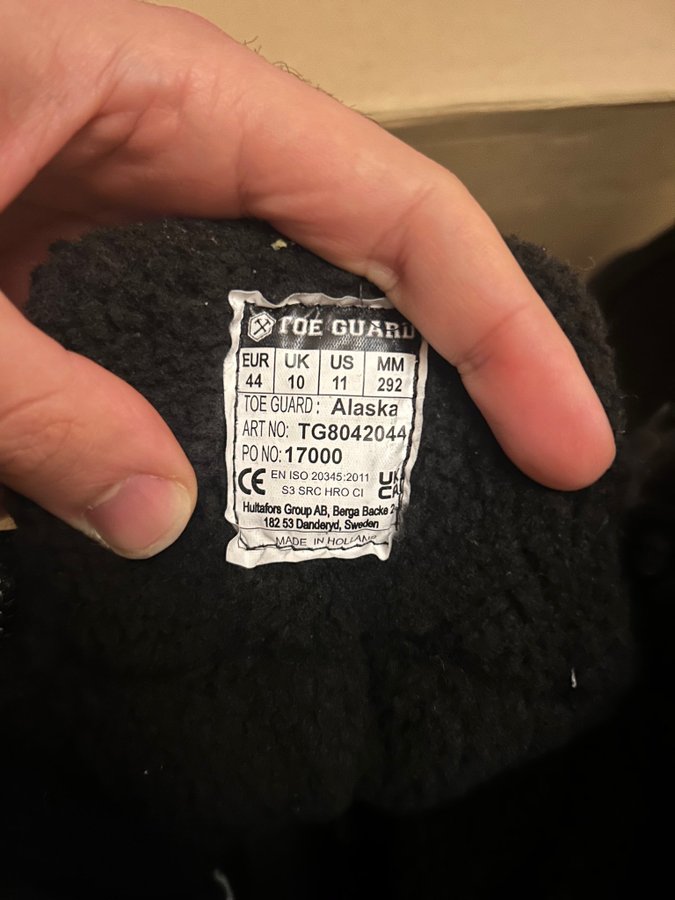 TOE GUARD
EUR UK US MM
44 10 11 292
TOE GUARD: Alaska
ART NO: TG8042044
PO NO: 17000
CE EN ISO 20345:2011 UKCA
S3 SRC HRO CI
Hultafors Group AB, Berga Backe 2
182 53 Danderyd, Sweden
MADE IN HOLLAND